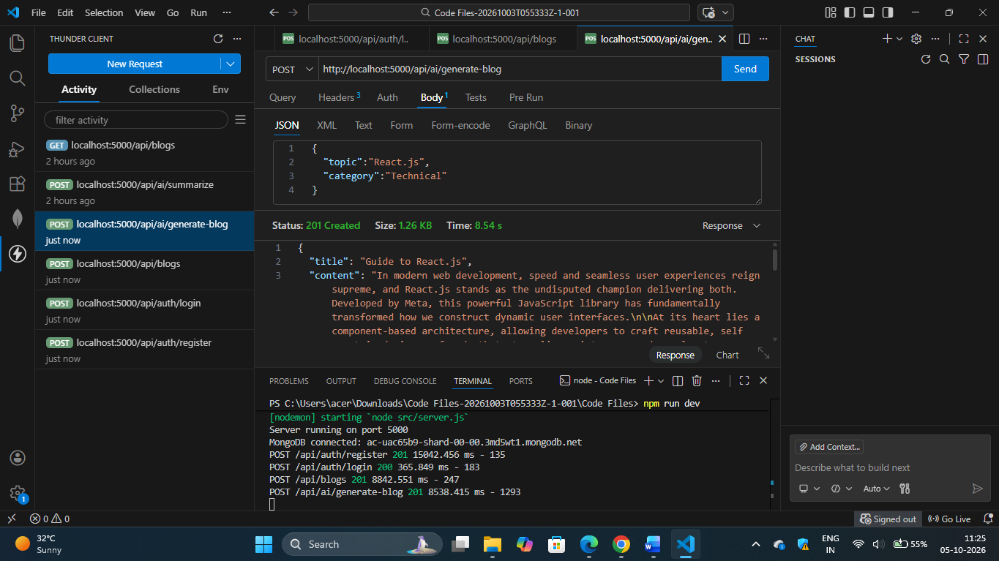 File Edit Selection View Go Run ···
Code Files-20261003T055333Z-1-001
THUNDER CLIENT
New Request
Activity Collections Env
filter activity
GET localhost:5000/api/blogs
2 hours ago
POST localhost:5000/api/ai/summarize
2 hours ago
POST localhost:5000/api/ai/generate-blog
just now
POST localhost:5000/api/blogs
just now
POST localhost:5000/api/auth/login
just now
POST localhost:5000/api/auth/register
just now
POS localhost:5000/api/auth/l.. POS localhost:5000/api/blogs POS localhost:5000/api/ai/gen..
POST http://localhost:5000/api/ai/generate-blog Send
Query Headers 3 Auth Body 1 Tests Pre Run
JSON XML Text Form Form-encode GraphQL Binary
1 {
2 "topic":"React.js",
3 "category":"Technical"
4 }
Status: 201 Created Size: 1.26 KB Time: 8.54 s Response
1 {
2 "title": "Guide to React.js",
3 "content": "In modern web development, speed and seamless user experiences reign
supreme, and React.js stands as the undisputed champion delivering both.
Developed by Meta, this powerful JavaScript library has fundamentally
transformed how we construct dynamic user interfaces.\n\nAt its heart lies a
component-based architecture, allowing developers to craft reusable, self
Response Chart
PROBLEMS OUTPUT DEBUG CONSOLE TERMINAL PORTS node - Code Files
PS C:\Users\acer\Downloads\Code Files-20261003T055333Z-1-001\Code Files> npm run dev
[nodemon] starting `node src/server.js`
Server running on port 5000
MongoDB connected: ac-uac65b9-shard-00-00.3md5wt1.mongodb.net
POST /api/auth/register 201 15042.456 ms - 135
POST /api/auth/login 200 365.849 ms - 183
POST /api/blogs 201 8842.551 ms - 247
POST /api/ai/generate-blog 201 8538.415 ms - 1293
CHAT
SESSIONS
Add Context...
Describe what to build next
Auto
1
0 0
Signed out Go Live
32°C
Sunny
Search
ENG
IN
55%
11:25
05-10-2026